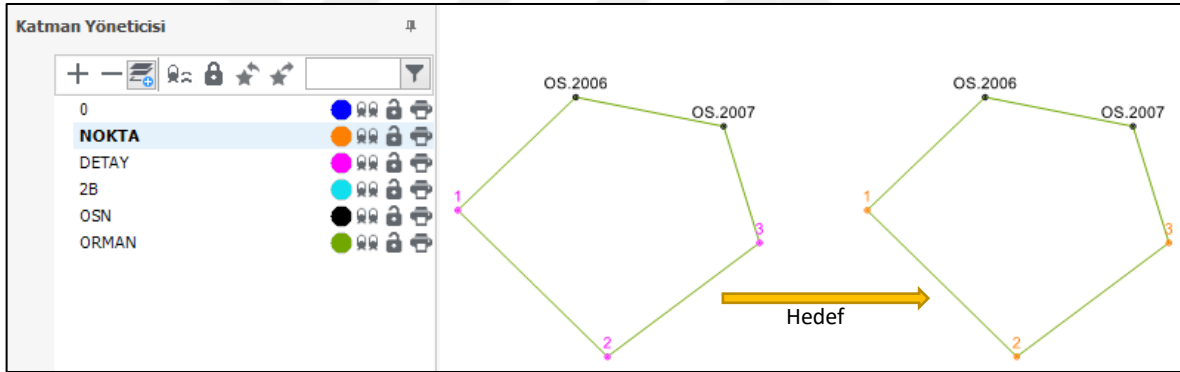 Katman Yöneticisi
0
NOKTA
DETAY
2B
OSN
ORMAN
OS.2006
OS.2007
1
3
2
Hedef
OS.2006
OS.2007
1
3
2